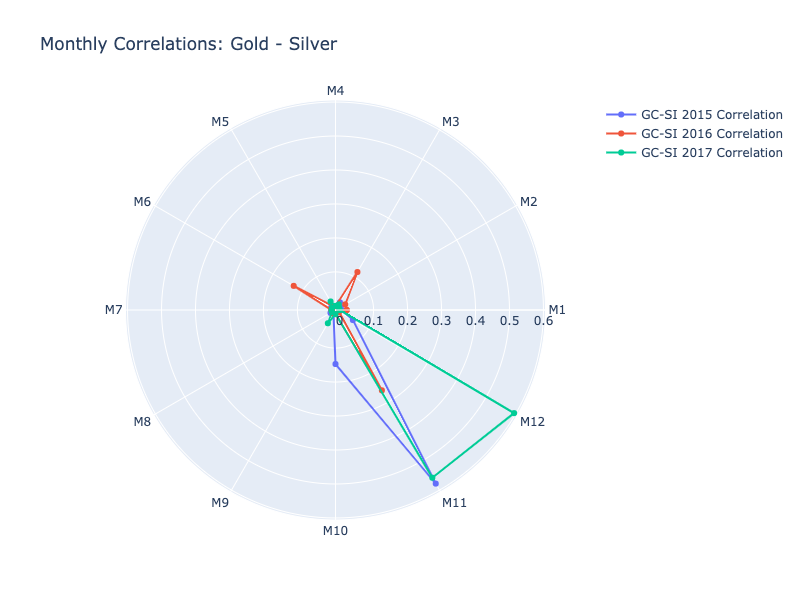 Monthly Correlations: Gold - Silver
M4
M5
M3
GC-SI 2015 Correlation
GC-SI 2016 Correlation
GC-SI 2017 Correlation
M6
M2
M7
M1
0
0.1
0.2
0.3
0.4
0.5
0.6
M8
M12
M9
M11
M10